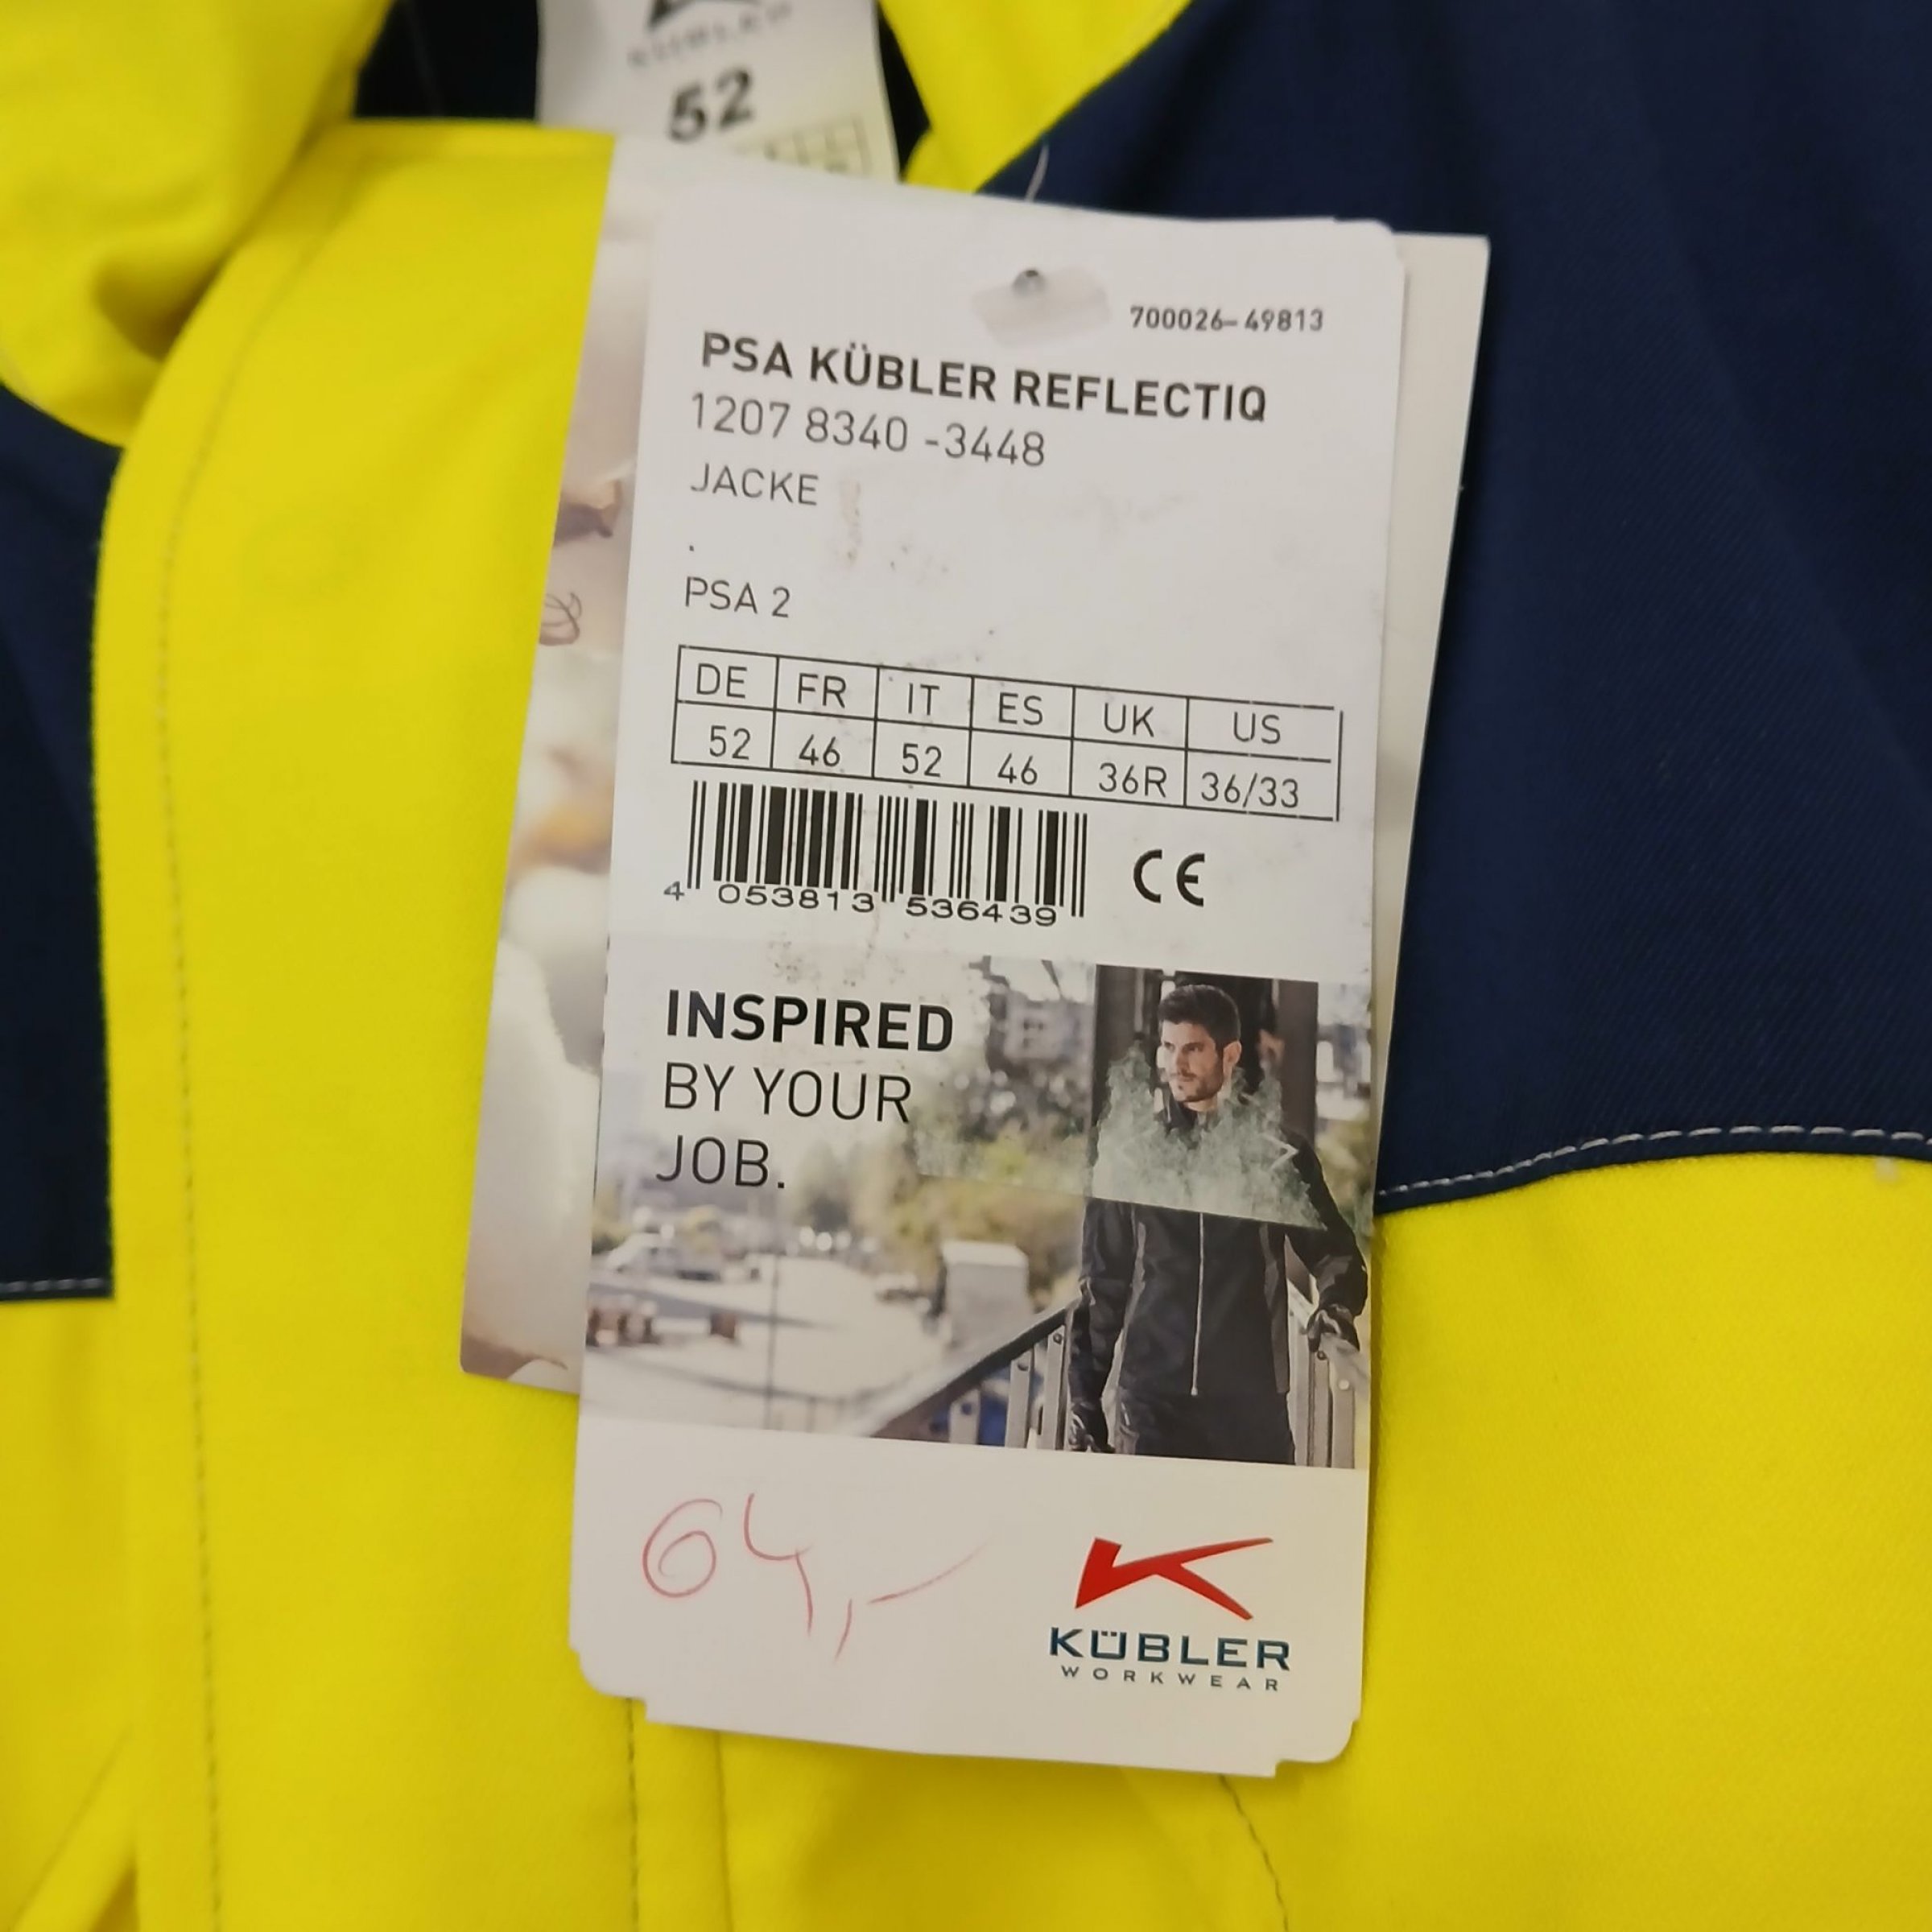 KÜBLER
52
700026-49813
PSA KÜBLER REFLECTIQ
1207 8340 -3448
JACKE
.
PSA 2
DE FR IT ES UK US
52 46 52 46 36R 36/33
4 053813 536439
CE
INSPIRED
BY YOUR
JOB.
64,-
KÜBLER
WORKWEAR